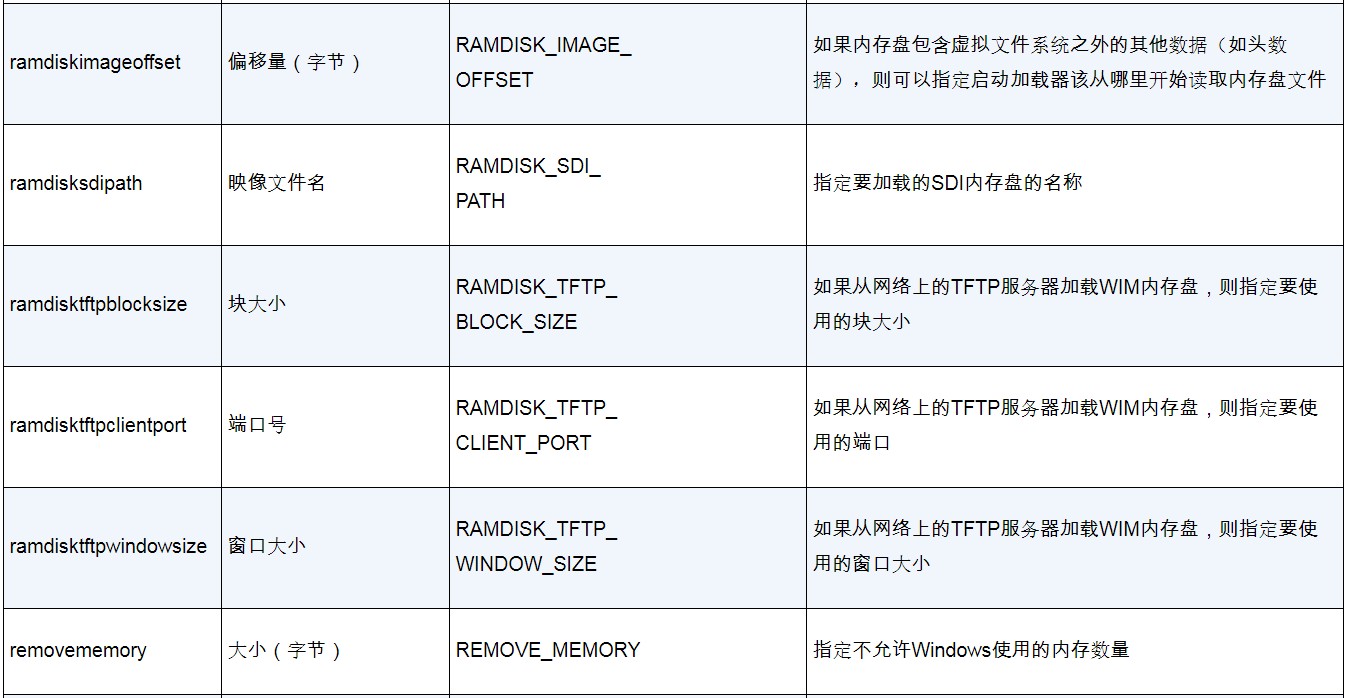 ramdiskimageoffset
偏移量（字节）
RAMDISK_IMAGE_
OFFSET
如果内存盘包含虚拟文件系统之外的其他数据（如头数
据），则可以指定启动加载器该从哪里开始读取内存盘文件
ramdisksdipath
映像文件名
RAMDISK_SDI_
PATH
指定要加载的SDI内存盘的名称
ramdisktftpblocksize
块大小
RAMDISK_TFTP_
BLOCK_SIZE
如果从网络上的TFTP服务器加载WIM内存盘，则指定要使
用的块大小
ramdisktftpclientport
端口号
RAMDISK_TFTP_
CLIENT_PORT
如果从网络上的TFTP服务器加载WIM内存盘，则指定要使
用的端口
ramdisktftpwindowsize
窗口大小
RAMDISK_TFTP_
WINDOW_SIZE
如果从网络上的TFTP服务器加载WIM内存盘，则指定要使
用的窗口大小
removememory
大小（字节）
REMOVE_MEMORY
指定不允许Windows使用的内存数量